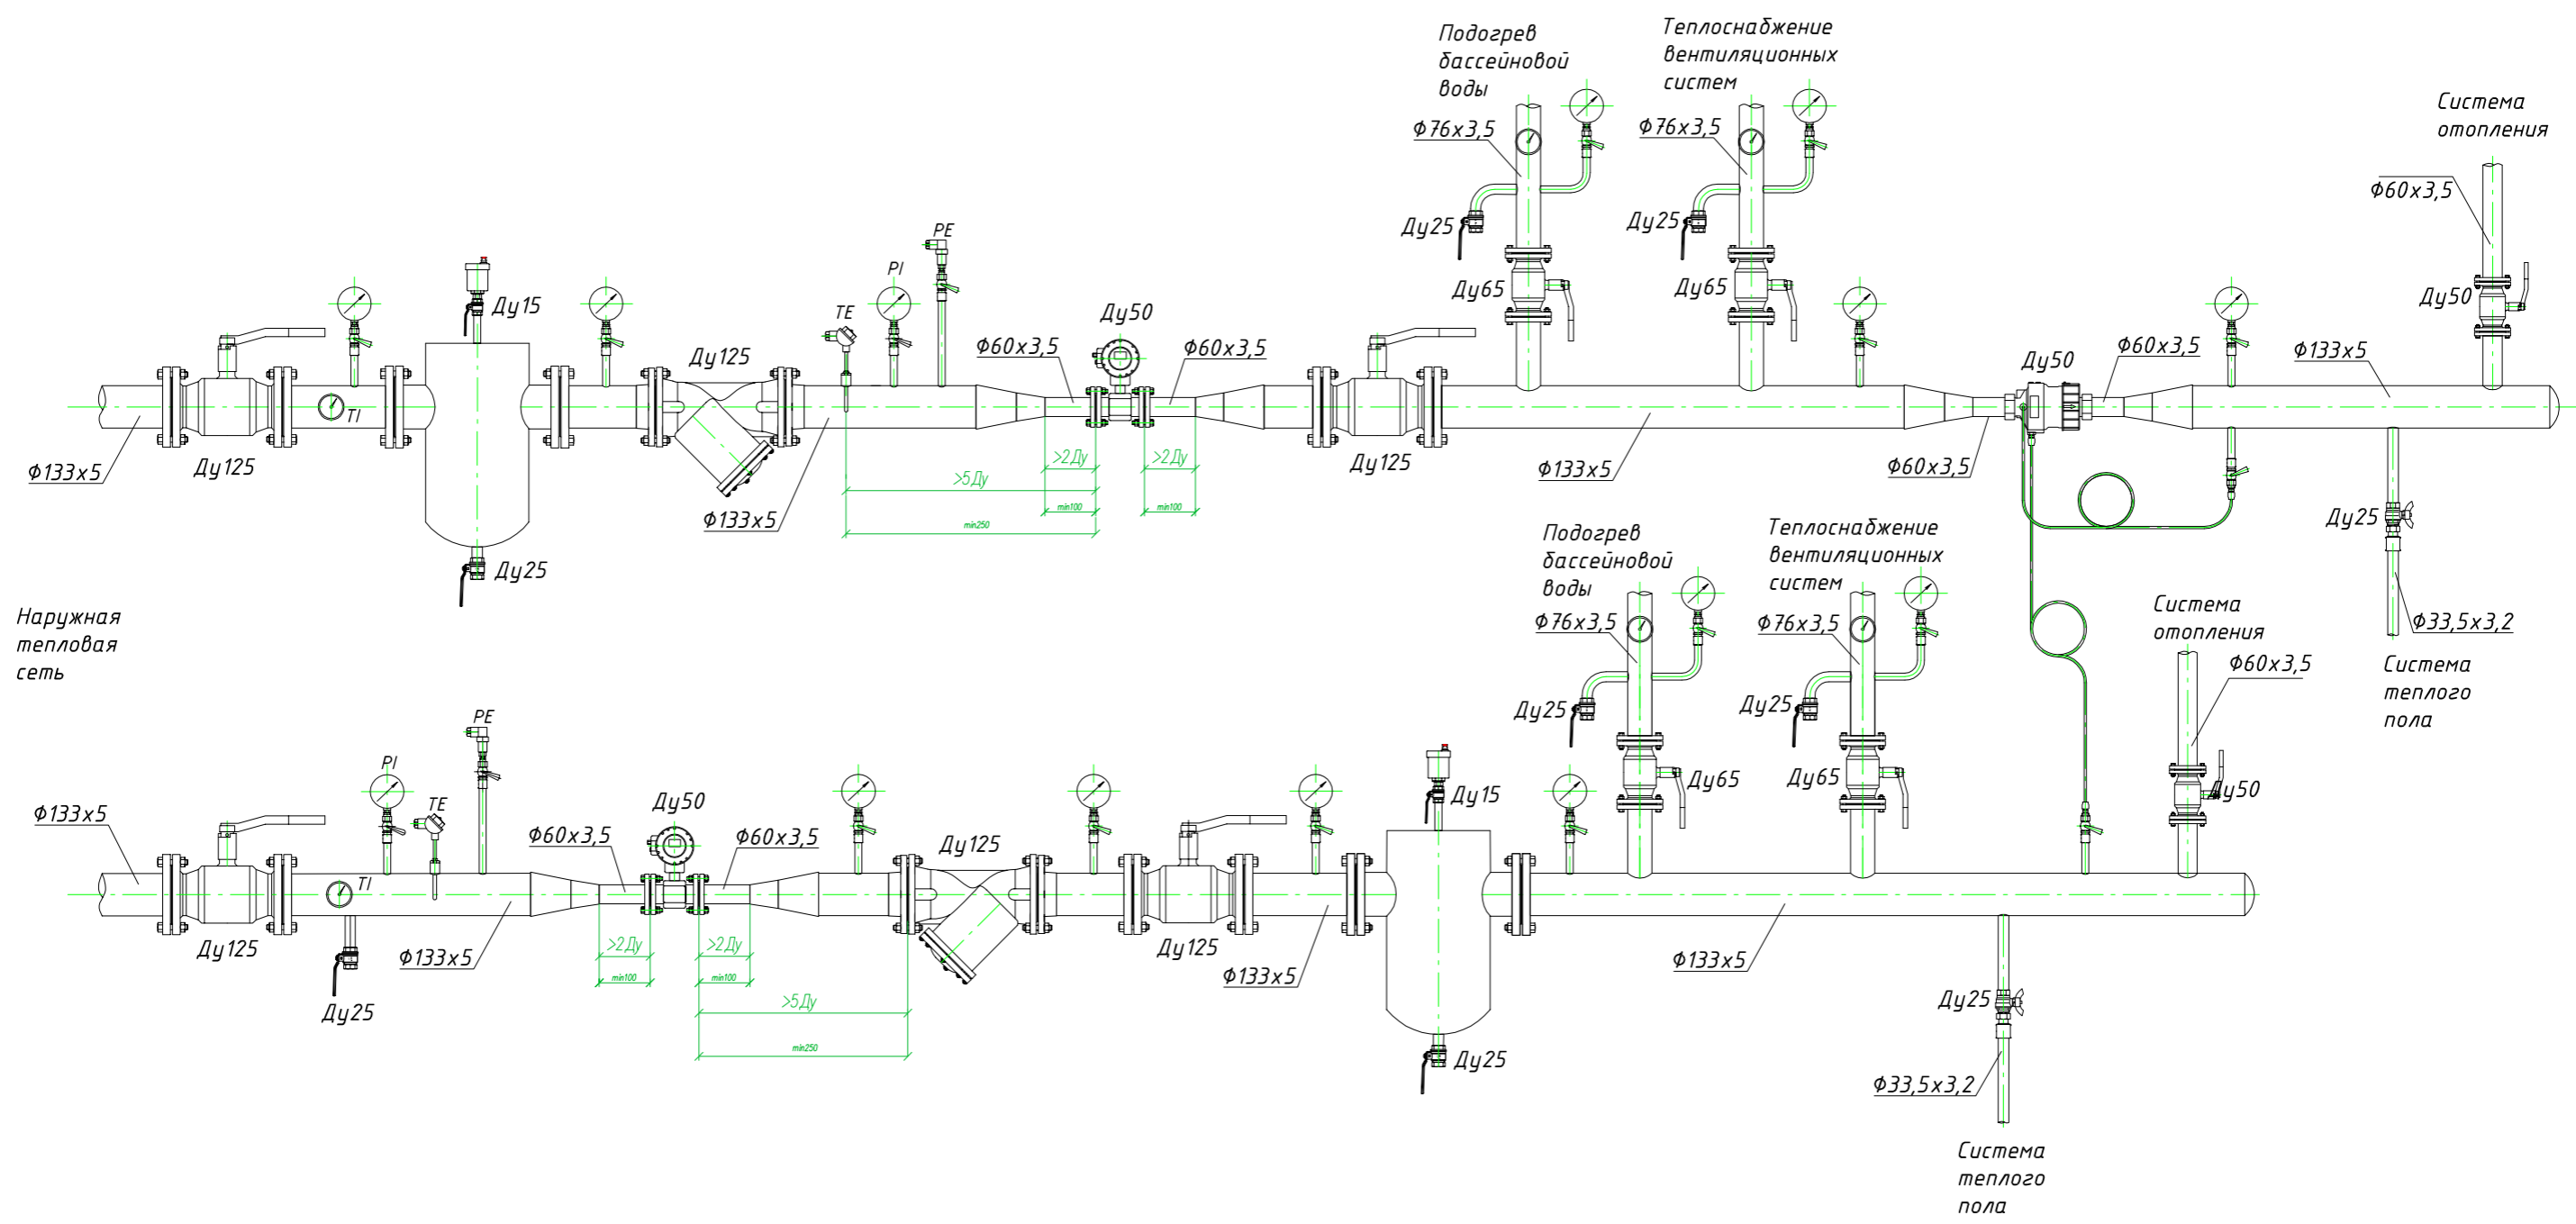 Подогрев
бассейновой
воды
Теплоснабжение
вентиляционных
систем
Система
отопления
Ф76х3,5
Ф76х3,5
Ф60х3,5
Ду25
Ду25
PE
PI
TE
Ду15
Ду50
Ду65
Ду65
Ду50
Ду125
Ф60х3,5
Ф60х3,5
Ду50
Ф60х3,5
Ф133х5
TI
Ф133х5
Ду125
Ф133х5
>2Ду
>2Ду
>5Ду
min100
min100
min250
Ду125
Ф133х5
Ф60х3,5
Ду25
Ду25
Подогрев
бассейновой
воды
Теплоснабжение
вентиляционных
систем
Наружная
тепловая
сеть
Система
отопления
Ф76х3,5
Ф76х3,5
Ф33,5х3,2
Ф60х3,5
Система
теплого
пола
Ду25
Ду25
PE
PI
TE
Ду50
Ду15
Ду65
Ду65
Ду50
Ф133х5
Ф60х3,5
Ф60х3,5
Ду125
TI
Ду125
Ф133х5
>2Ду
>2Ду
min100
min100
>5Ду
min250
Ду125
Ф133х5
Ф133х5
Ду25
Ду25
Ду25
Ф33,5х3,2
Система
теплого
пола